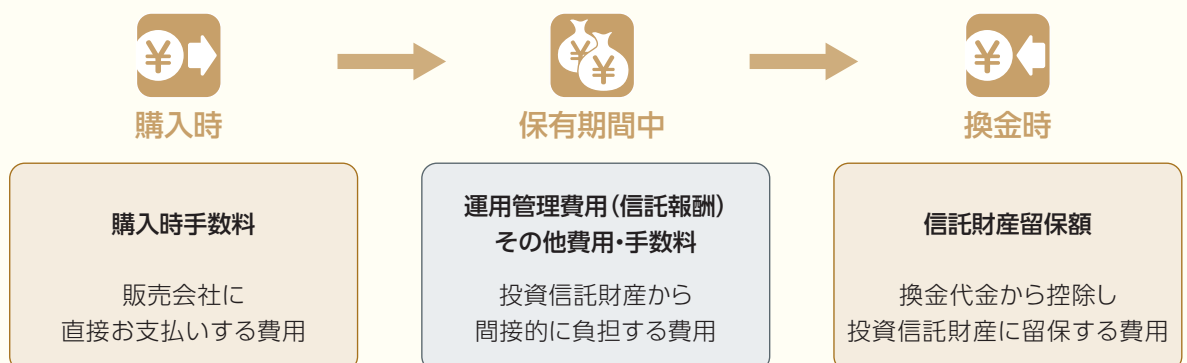 購入時
保有期間中
換金時
購入時手数料
販売会社に
直接お支払いする費用
運用管理費用(信託報酬)
その他費用・手数料
投資信託財産から
間接的に負担する費用
信託財産留保額
換金代金から控除し
投資信託財産に留保する費用